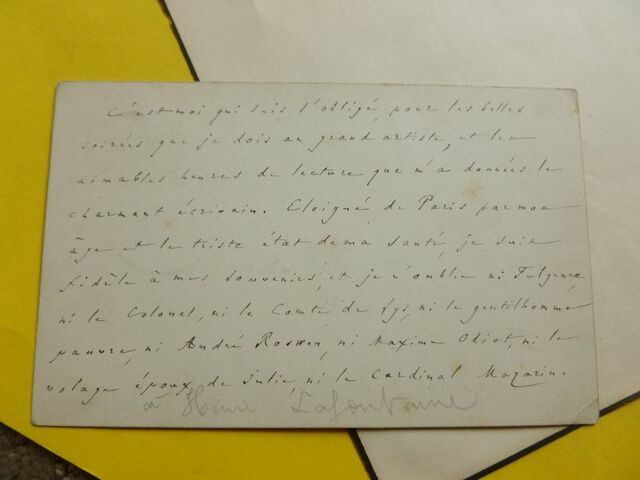 C'est moi qui suis l'obligé, pour les belles
soirées que je dois au grand artiste, et les
aimables heures de lecture que m'a données le
charmant écrivain. Eloigné de Paris par mon
âge et le triste état de ma santé, je suis
fidèle à mes souvenirs, et je n'oublie ni Fulgence,
ni le Colonel, ni le Comte de Lys, ni le gentilhomme
pauvre, ni André Roswen, ni Maxime Odiot, ni le
volage époux de Julie, ni le Cardinal Mazarin.
à Henri Lafontaine